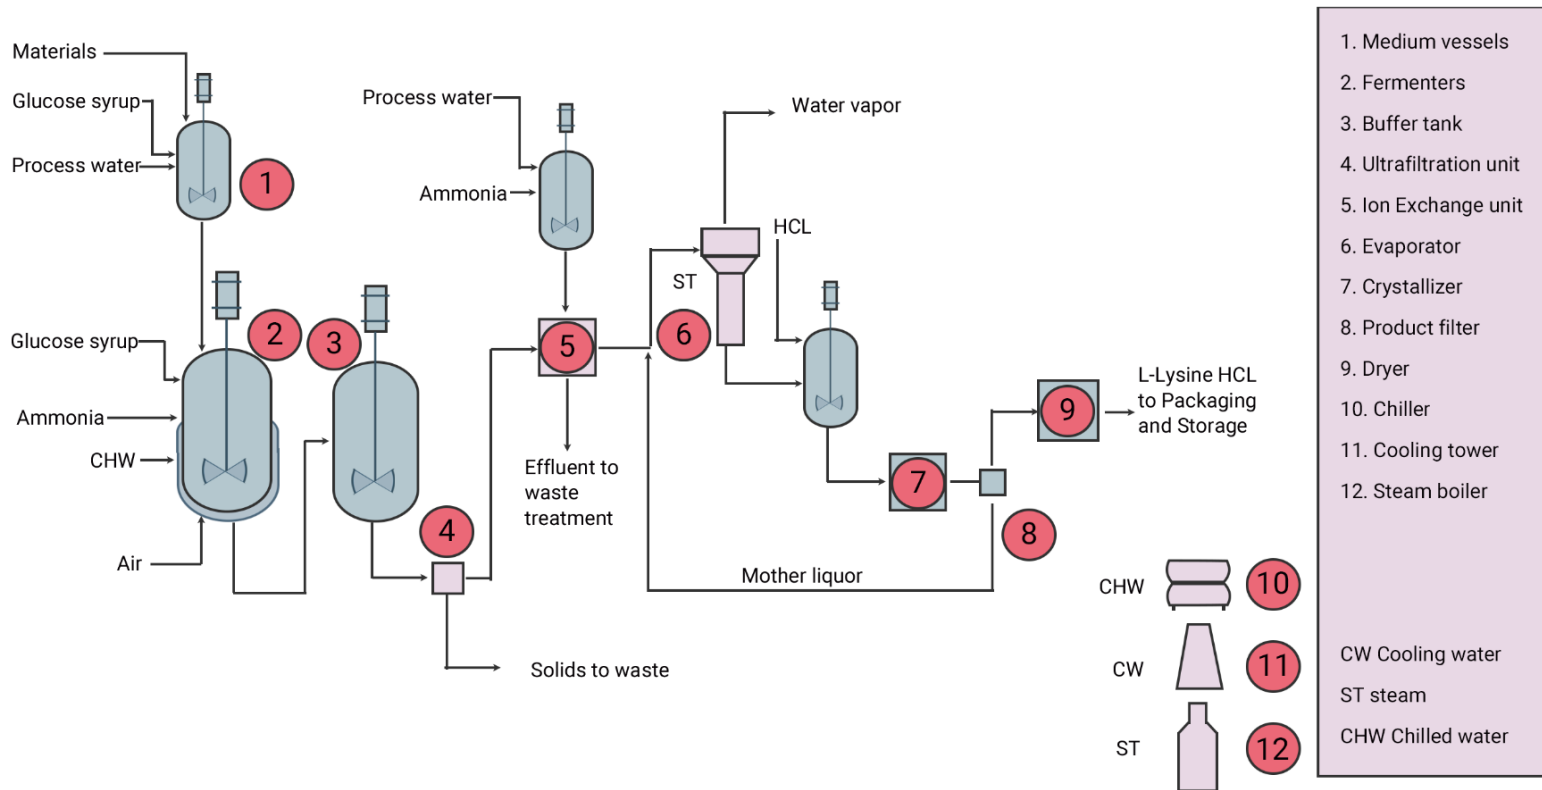 Materials
Glucose syrup
Process water
1
Process water
Ammonia
Water vapor
HCL
ST
2
3
Glucose syrup
Ammonia
CHW
Air
4
5
6
Effluent to
waste
treatment
Solids to waste
7
8
9
Mother liquor
L-Lysine HCL
to Packaging
and Storage
CHW
10
CW
11
ST
12
1. Medium vessels
2. Fermenters
3. Buffer tank
4. Ultrafiltration unit
5. Ion Exchange unit
6. Evaporator
7. Crystallizer
8. Product filter
9. Dryer
10. Chiller
11. Cooling tower
12. Steam boiler
CW Cooling water
ST steam
CHW Chilled water